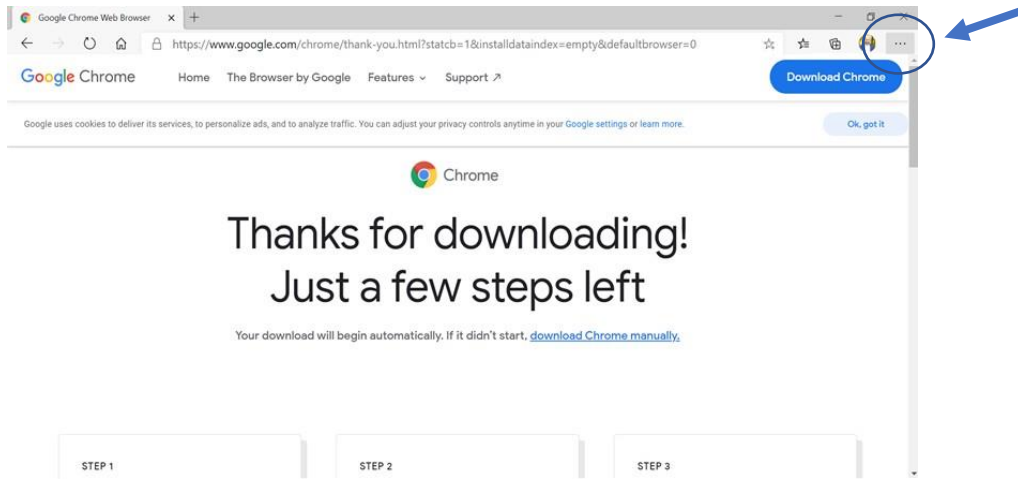 Google Chrome Web Browser
https://www.google.com/chrome/thank-you.html?statcb=1&installdataindex=empty&defaultbrowser=0
Google Chrome Home The Browser by Google Features Support Download Chrome
Google uses cookies to deliver its services, to personalize ads, and to analyze traffic. You can adjust your privacy controls anytime in your Google settings or learn more. Ok, got it
Chrome
Thanks for downloading!
Just a few steps left
Your download will begin automatically. If it didn't start, download Chrome manually.
STEP 1 STEP 2 STEP 3